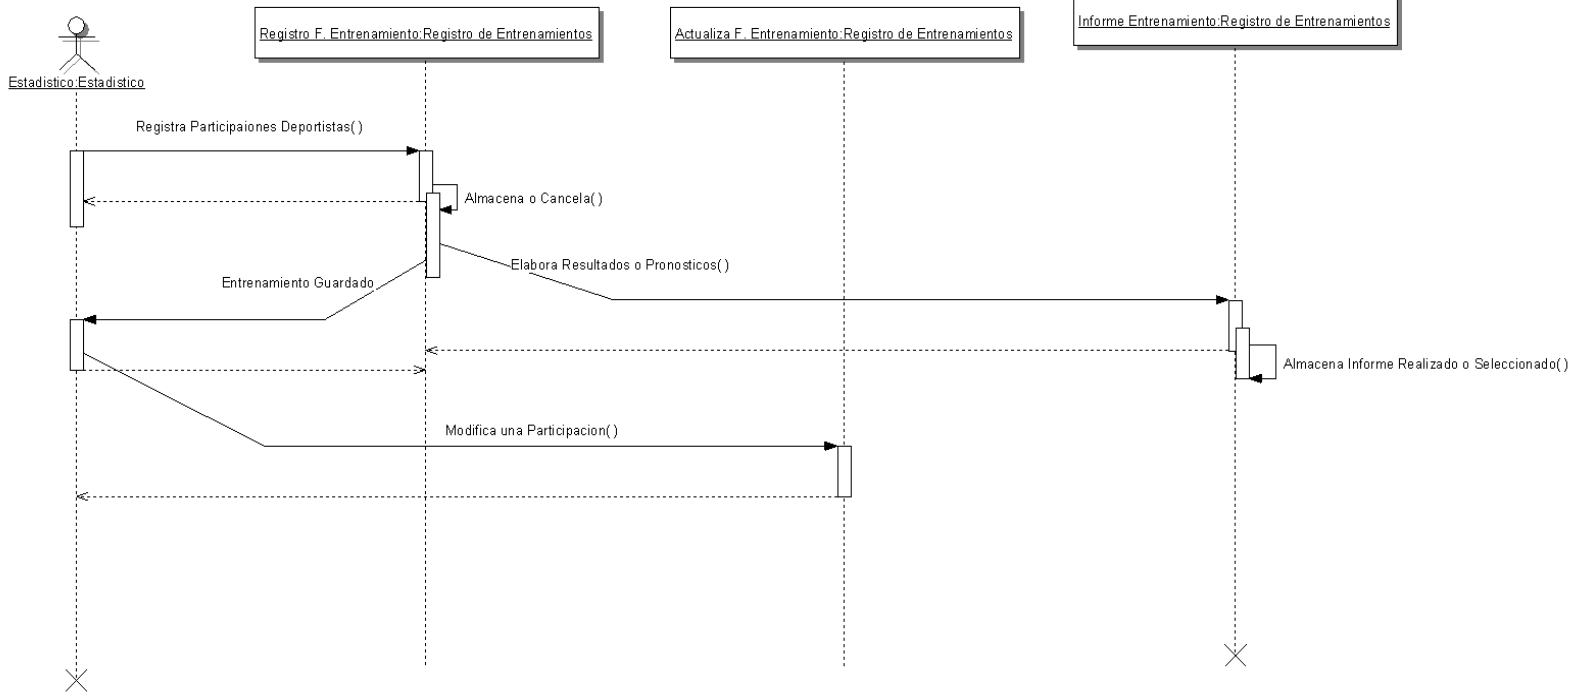 Registro F. Entrenamiento:Registro de Entrenamientos
Actualiza F. Entrenamiento:Registro de Entrenamientos
Informe Entrenamiento:Registro de Entrenamientos
Estadistico:Estadistico
Registra Participaiones Deportistas( )
Almacena o Cancela( )
Elabora Resultados o Pronosticos( )
Entrenamiento Guardado
Almacena Informe Realizado o Seleccionado( )
Modifica una Participacion( )